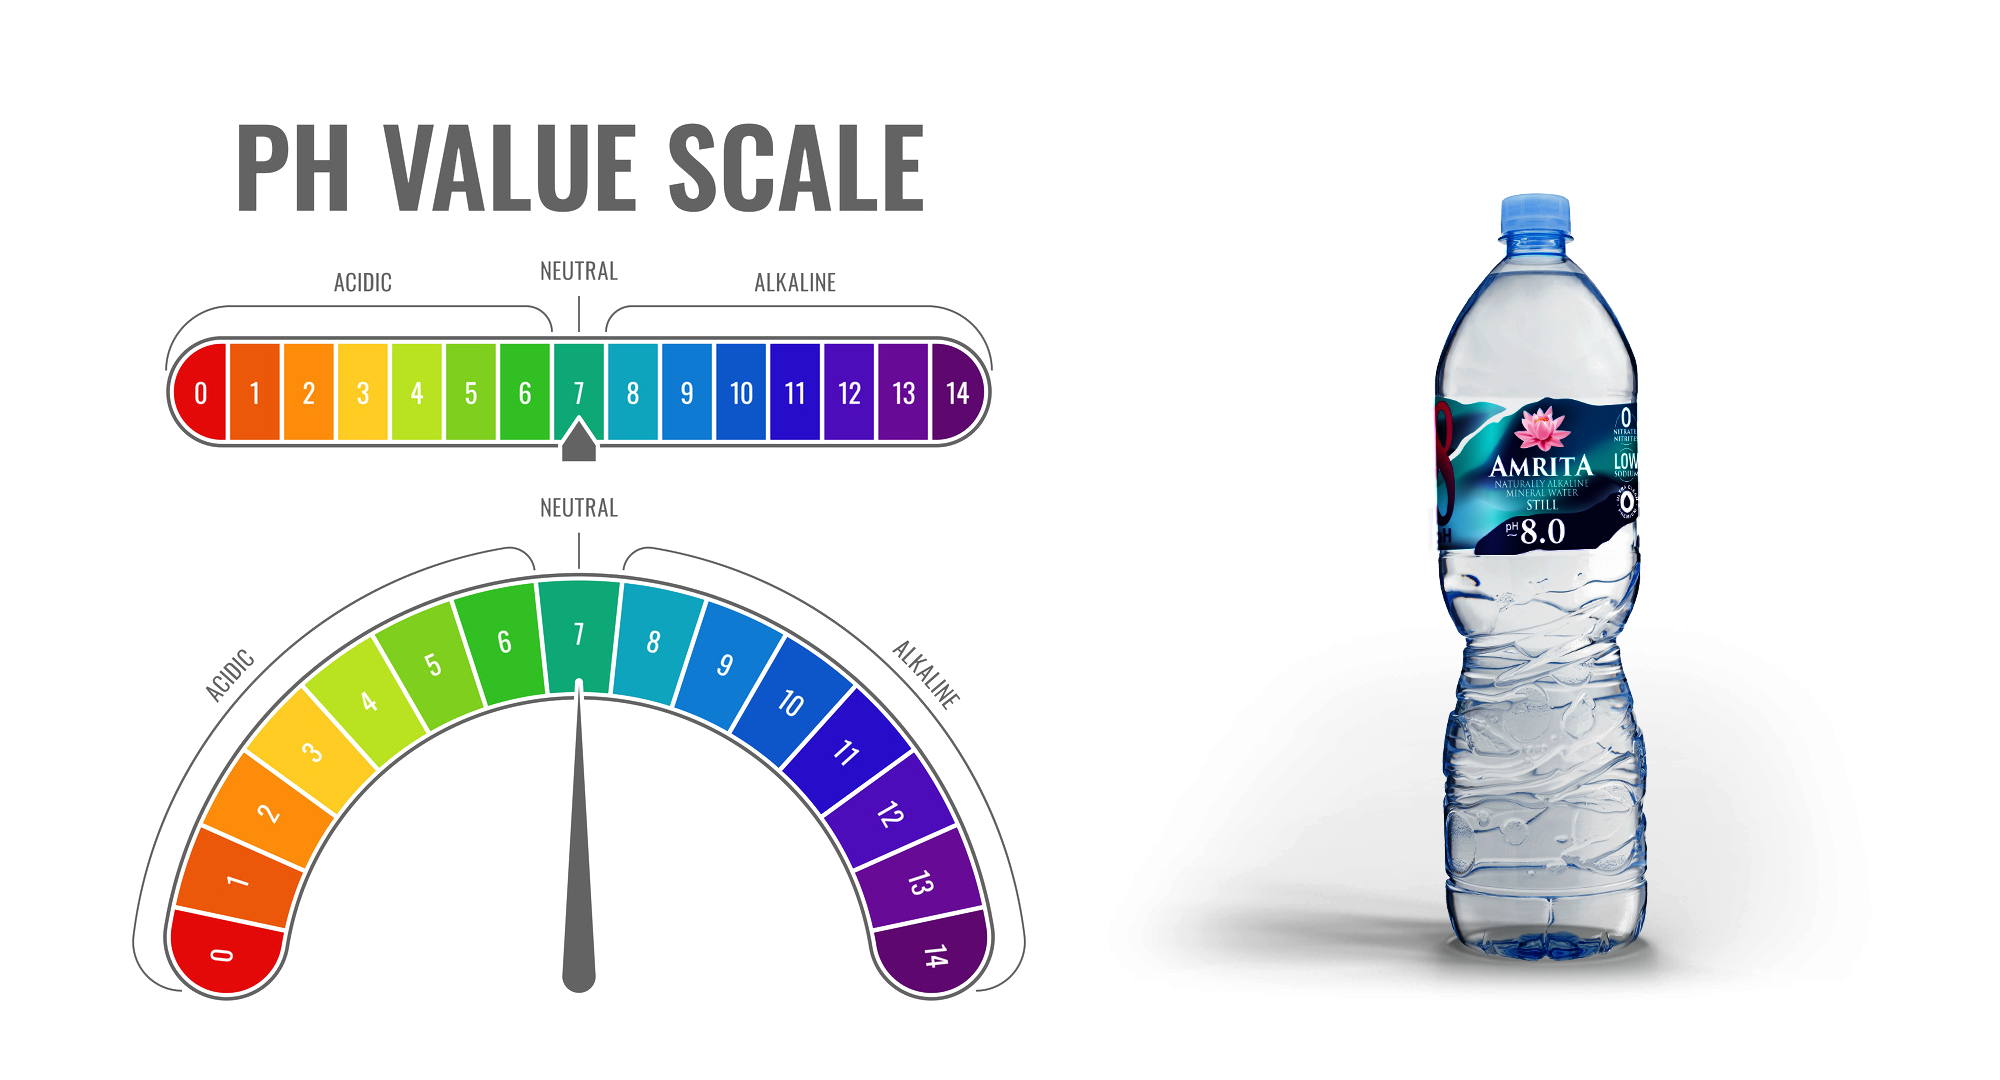 PH VALUE SCALE
ACIDIC
NEUTRAL
ALKALINE
0 1 2 3 4 5 6 7 8 9 10 11 12 13 14
NEUTRAL
ACIDIC
ALKALINE
0 1 2 3 4 5 6 7 8 9 10 11 12 13 14
AMRITA
NATURALLY ALKALINE
MINERAL WATER
STILL
pH 8.0
8
0
LOW
SODIUM